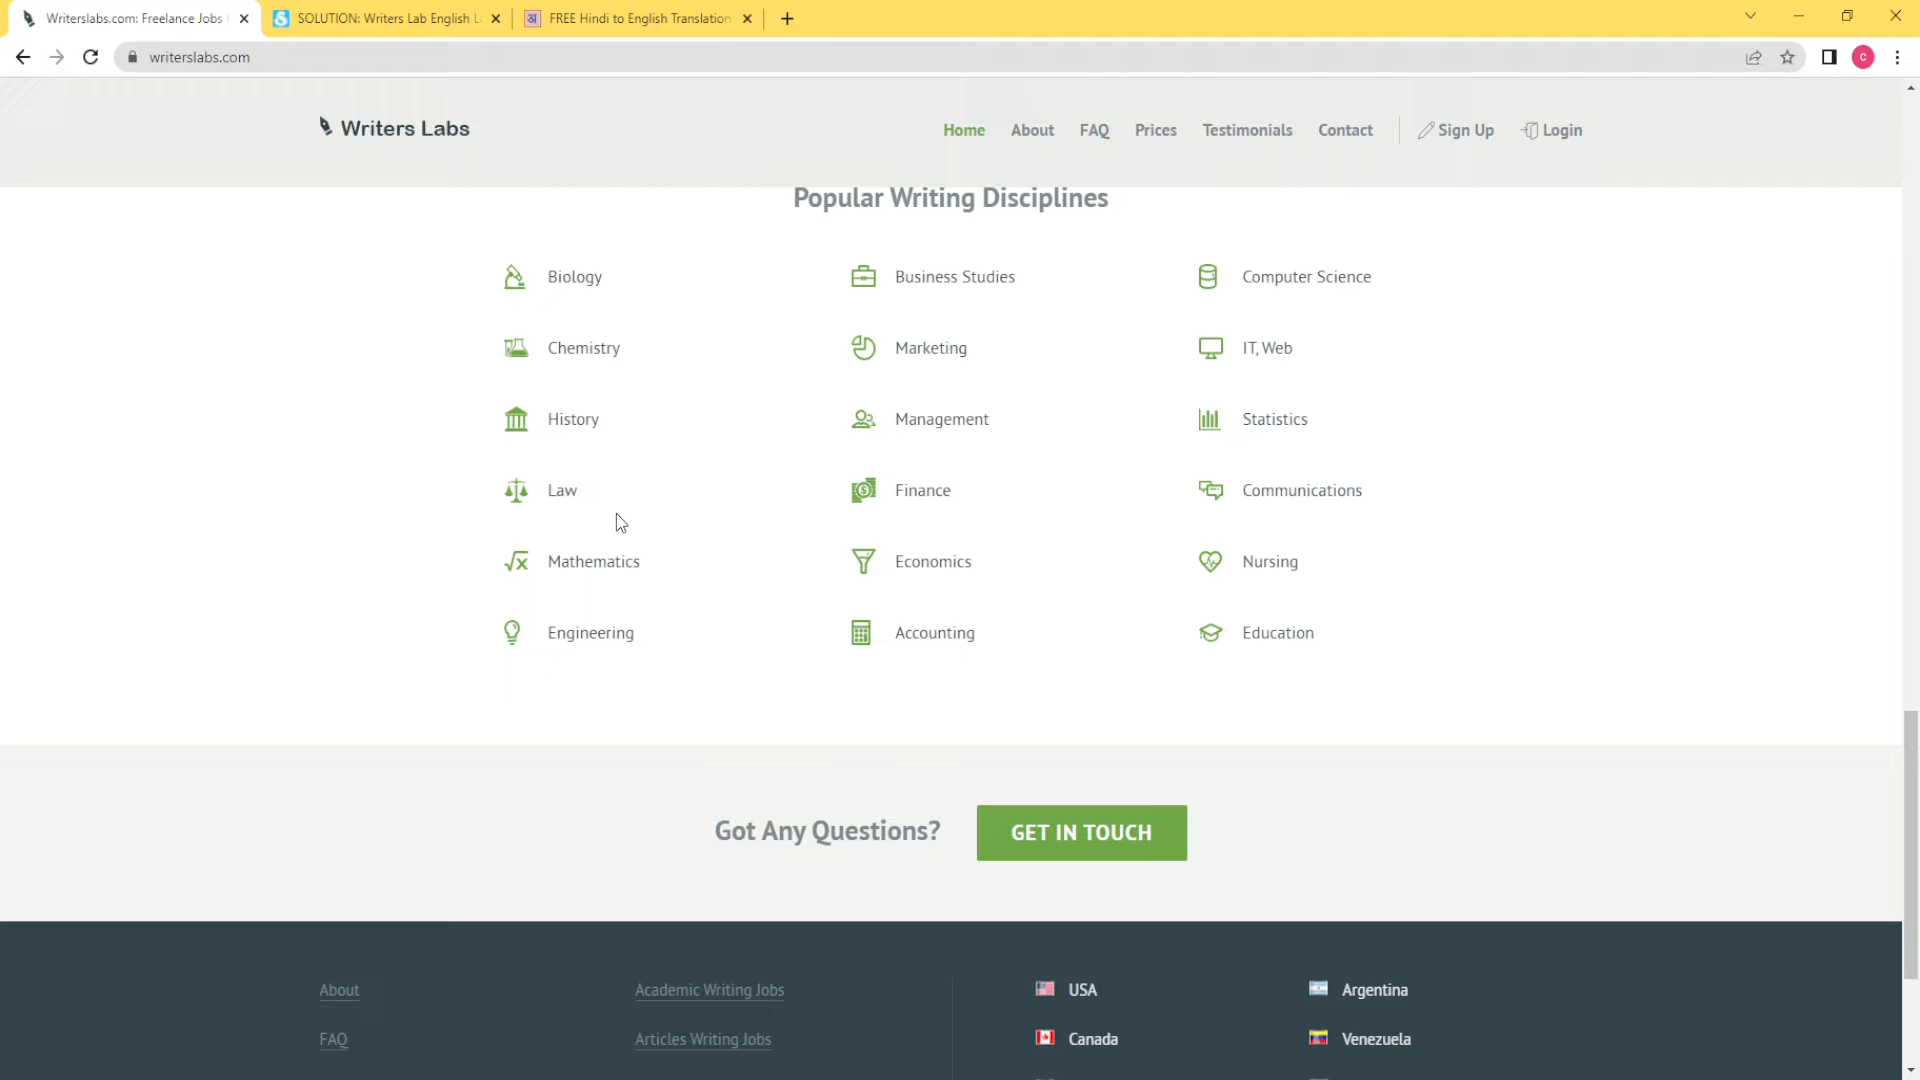 Writerslabs.com: Freelance Jobs
SOLUTION: Writers Lab English L
FREE Hindi to English Translation
writerslabs.com
C
Writers Labs
Home About FAQ Prices Testimonials Contact Sign Up Login
Popular Writing Disciplines
Biology Business Studies Computer Science
Chemistry Marketing IT, Web
History Management Statistics
Law Finance Communications
Mathematics Economics Nursing
Engineering Accounting Education
Got Any Questions? GET IN TOUCH
About Academic Writing Jobs USA Argentina
FAQ Articles Writing Jobs Canada Venezuela